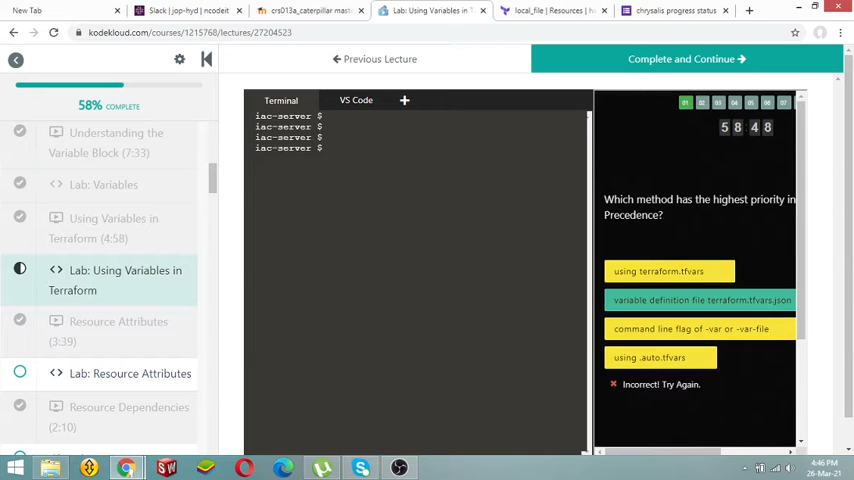 New Tab
Slack | jop-hyd | ncodeit
crs013a_caterpillar mast
Lab: Using Variables in T
local_file | Resources | ha
chrysalis progress status
kodekloud.com/courses/1215768/lectures/27204523
Previous Lecture
Complete and Continue
58% COMPLETE
Understanding the
Variable Block (7:33)
Lab: Variables
Using Variables in
Terraform (4:58)
Lab: Using Variables in
Terraform
Resource Attributes
(3:39)
Lab: Resource Attributes
Resource Dependencies
(2:10)
Terminal
VS Code
iac-server $
iac-server $
iac-server $
iac-server $
01 02 03 04 05 06 07
58 48
Which method has the highest priority in
Precedence?
using terraform.tfvars
variable definition file terraform.tfvars.json
command line flag of -var or -var-file
using .auto.tfvars
Incorrect! Try Again.
4:46 PM
26-Mar-21